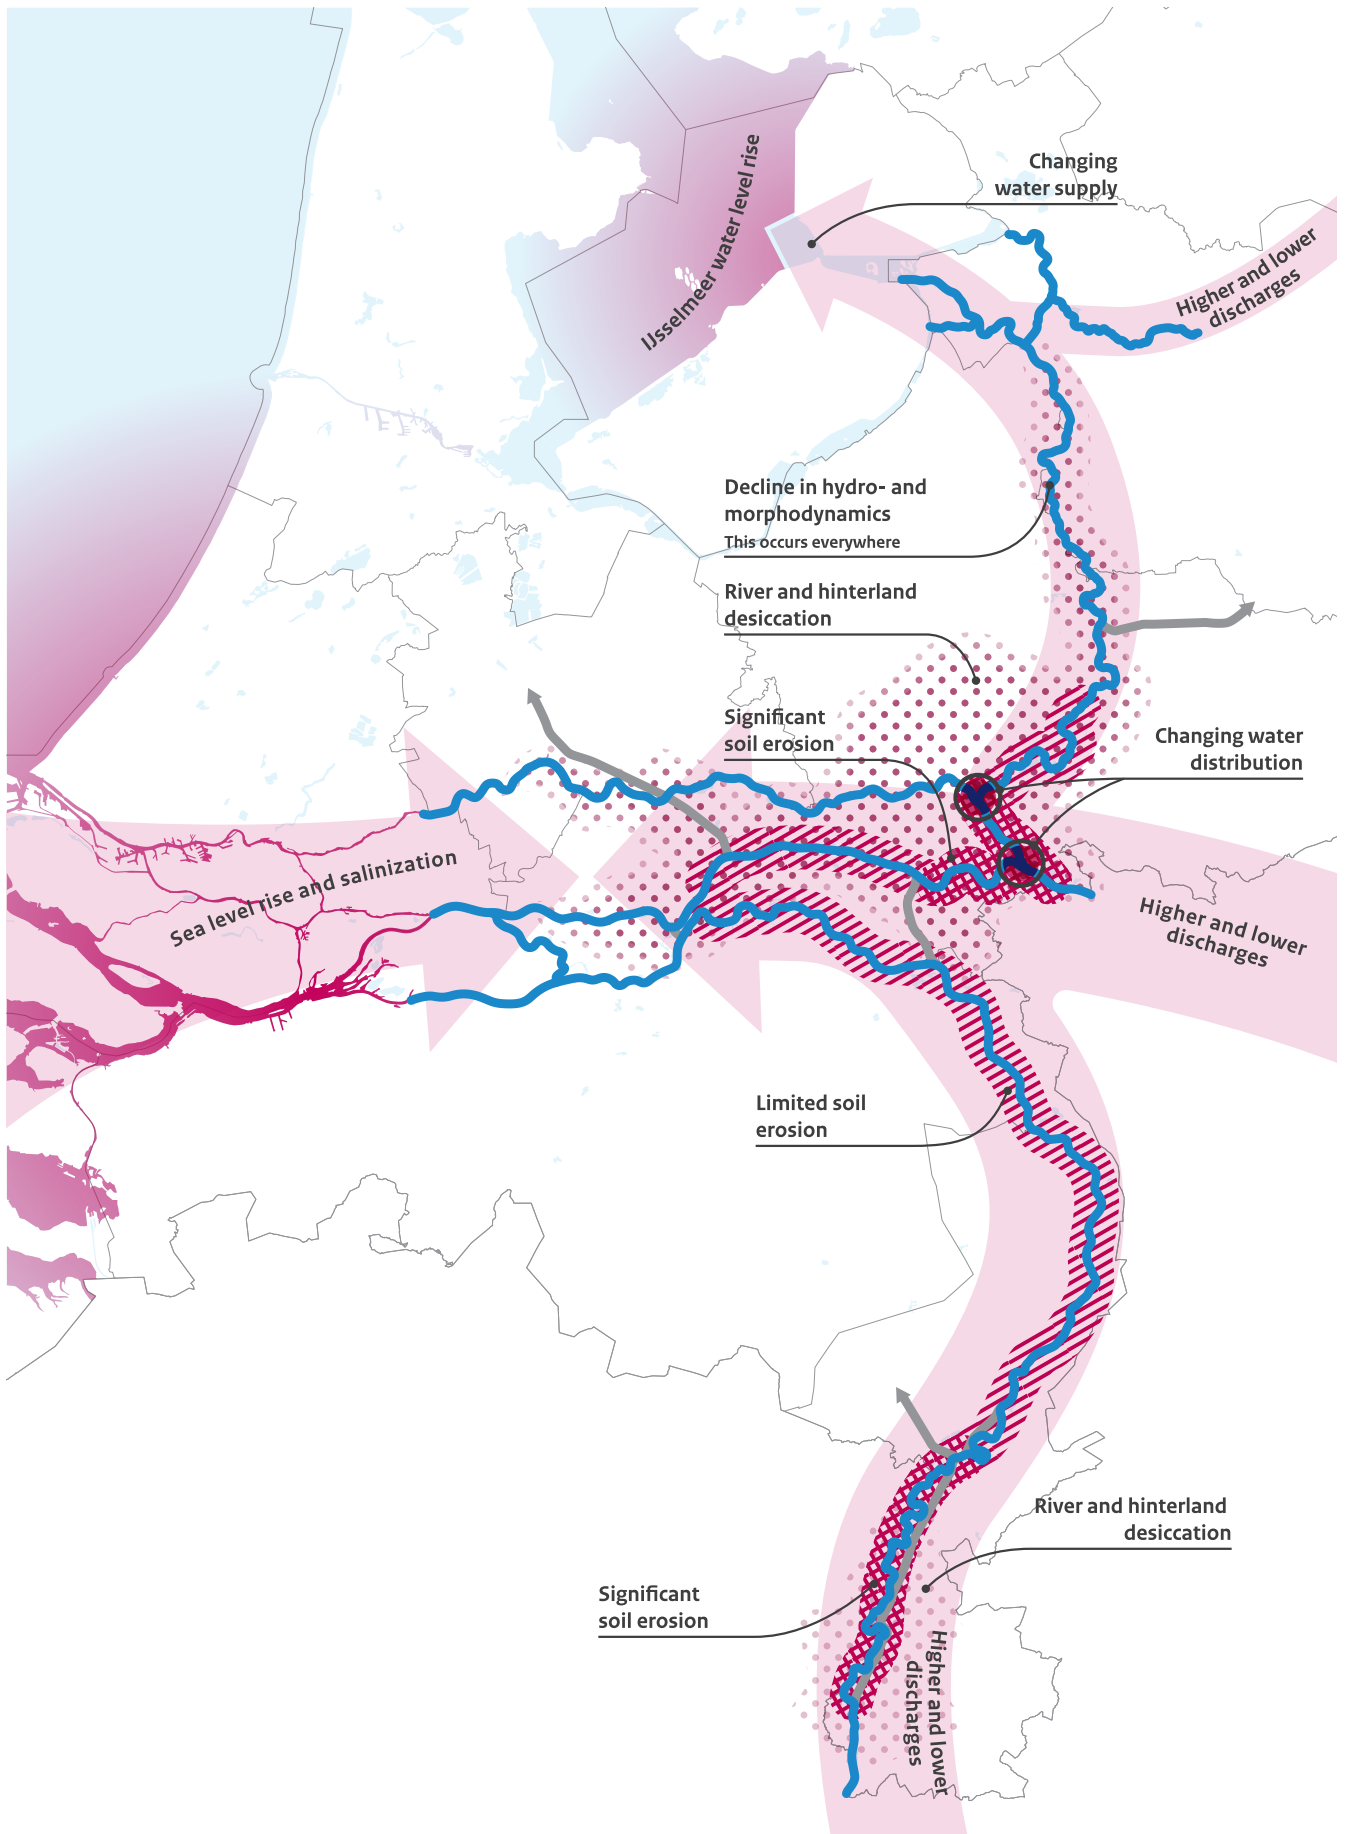 Changing
water supply
IJsselmeer water level rise
Higher and lower
discharges
Decline in hydro- and
morphodynamics
This occurs everywhere
River and hinterland
desiccation
Significant
soil erosion
Changing water
distribution
Sea level rise and salinization
Higher and lower
discharges
Limited soil
erosion
River and hinterland
desiccation
Significant
soil erosion
Higher and lower
discharges